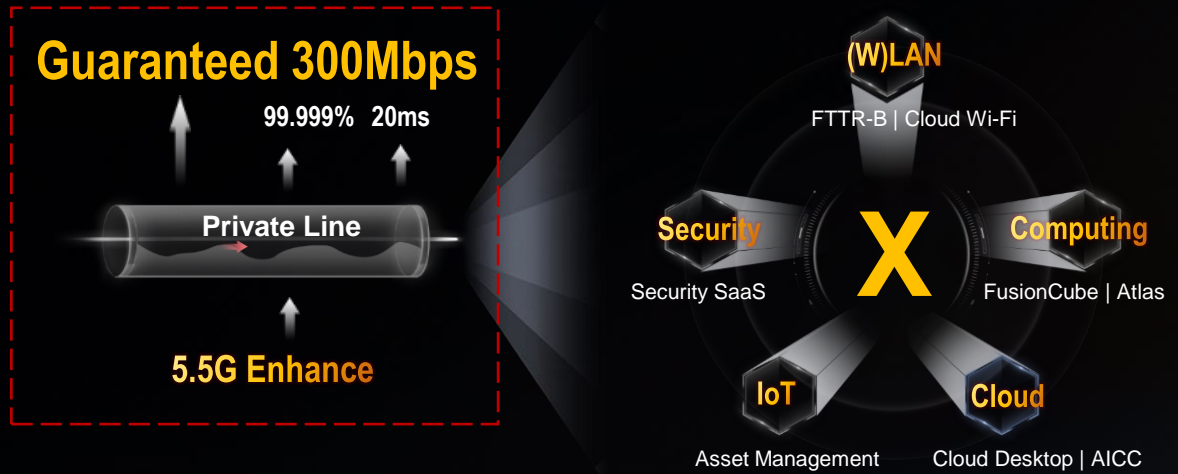 Guaranteed 300Mbps
99.999% 20ms
Private Line
5.5G Enhance
(W)LAN
FTTR-B | Cloud Wi-Fi
Security
Security SaaS
X
Computing
FusionCube | Atlas
IoT
Asset Management
Cloud
Cloud Desktop | AICC